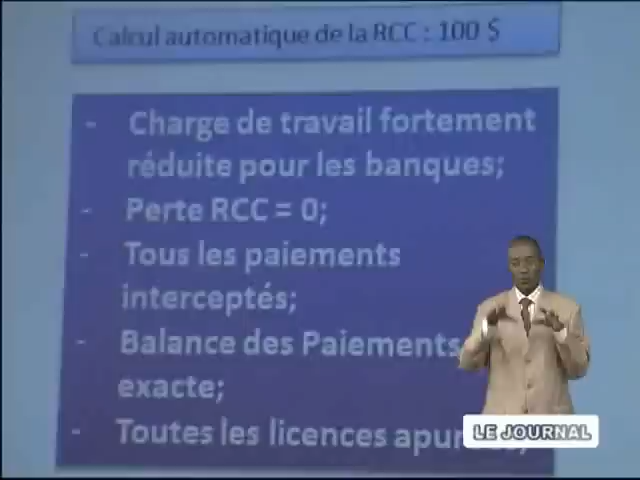 Calcul automatique de la RCC : 100 $
- Charge de travail fortement
réduite pour les banques;
- Perte RCC = 0;
- Tous les paiements
interceptés;
- Balance des Paiements
exacte;
- Toutes les licences
LE JOURNAL